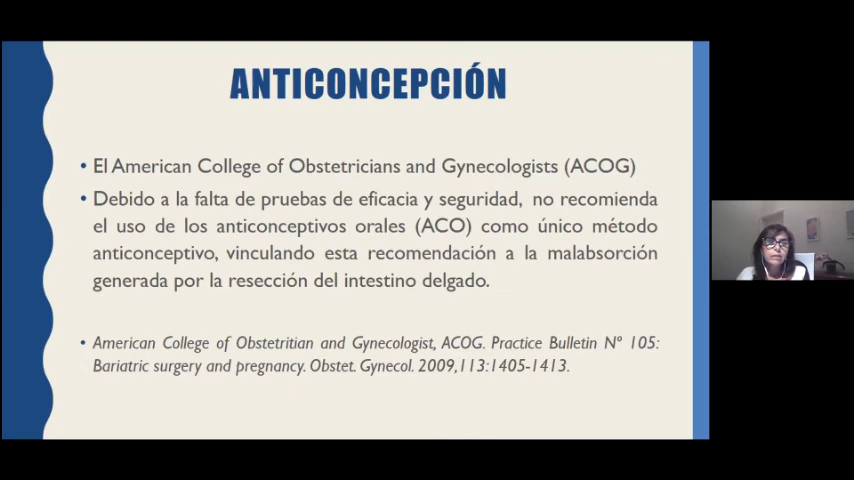 ANTICONCEPCIÓN
• El American College of Obstetricians and Gynecologists (ACOG)
• Debido a la falta de pruebas de eficacia y seguridad, no recomienda
el uso de los anticonceptivos orales (ACO) como único método
anticonceptivo, vinculando esta recomendación a la malabsorción
generada por la resección del intestino delgado.
• American College of Obstetritian and Gynecologist, ACOG. Practice Bulletin Nº 105:
Bariatric surgery and pregnancy. Obstet. Gynecol. 2009,113:1405-1413.